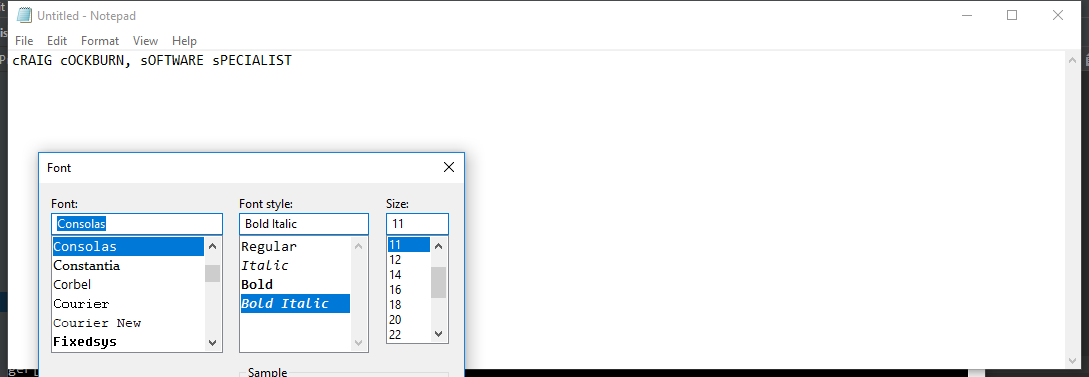 Untitled - Notepad
File Edit Format View Help
cRAIG cOCKBURN, sOFTWARE sPECIALIST
Font
Font: Font style: Size:
Consolas Bold Italic 11
Consolas Regular 11
Constantia Italic 12
Corbel Bold 14
Courier Bold Italic 16
Courier New 18
Fixedsys 20
22
Sample